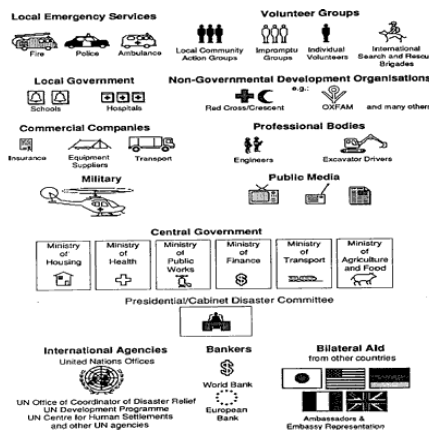 Local Emergency Services
Volunteer Groups
Fire
Police
Ambulance
Local Community
Action Groups
Impromptu
Groups
Individual
Volunteers
International
Search and Rescu
Brigades
Local Government
Schools
Hospitals
Non-Governmental Development Organisations
e.g.:
Red Cross/Crescent
OXFAM
and many others
Commercial Companies
Insurance
Equipment
Suppliers
Transport
Professional Bodies
Engineers
Excavator Drivers
Military
Public Media
Central Government
Ministry
of
Housing
Ministry
of
Health
Ministry
of
Public
Works
Ministry
of
Finance
$
Ministry
of
Transport
Ministry
of
Agriculture
and Food
Presidential/Cabinet Disaster Committee
International Agencies
United Nations Offices
UN Office of Coordinator of Disaster Relief
UN Development Programme
UN Centre for Human Settlements
and other UN agencies
Bankers
$
World Bank
European
Bank
Bilateral Aid
from other countries
Ambassadors &
Embassy Representation